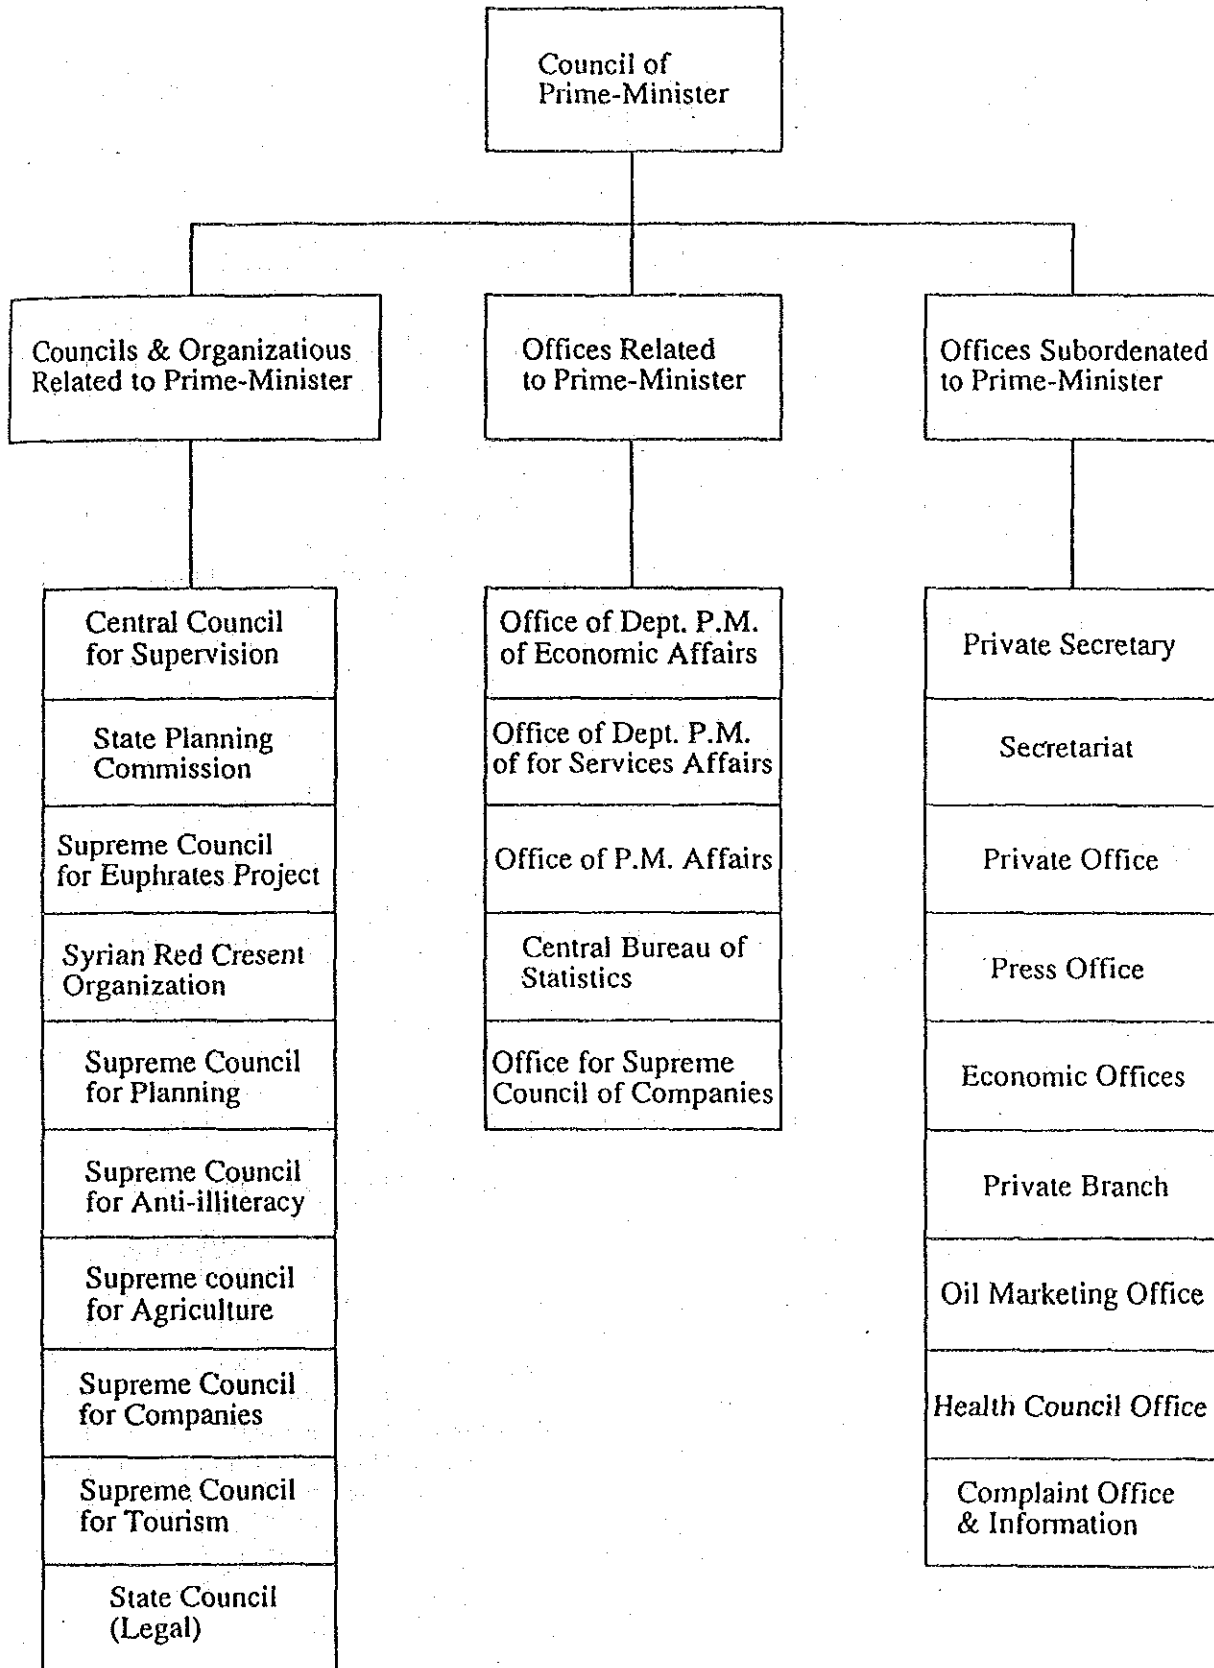 Council of
Prime-Minister
Councils & Organizatious
Related to Prime-Minister
Offices Related
to Prime-Minister
Offices Subordenated
to Prime-Minister
Central Council
for Supervision
State Planning
Commission
Supreme Council
for Euphrates Project
Syrian Red Cresent
Organization
Supreme Council
for Planning
Supreme Council
for Anti-illiteracy
Supreme council
for Agriculture
Supreme Council
for Companies
Supreme Council
for Tourism
State Council
(Legal)
Office of Dept. P.M.
of Economic Affairs
Office of Dept. P.M.
of for Services Affairs
Office of P.M. Affairs
Central Bureau of
Statistics
Office for Supreme
Council of Companies
Private Secretary
Secretariat
Private Office
Press Office
Economic Offices
Private Branch
Oil Marketing Office
Health Council Office
Complaint Office
& Information